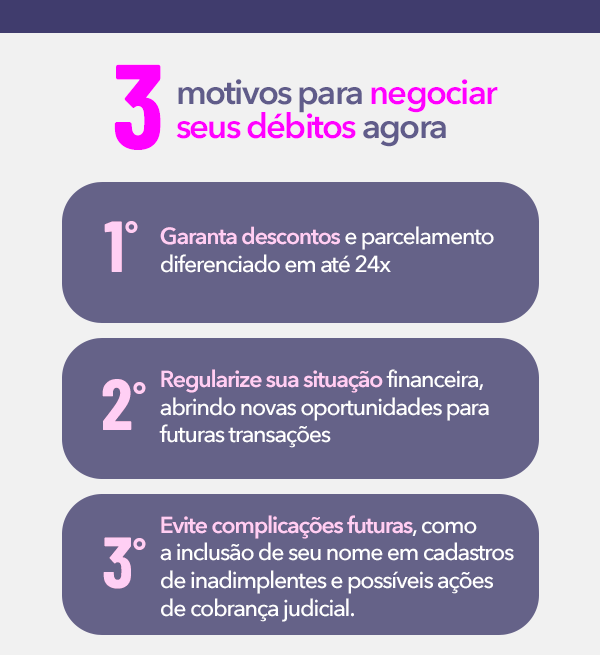 3 motivos para negociar
seus débitos agora
1° Garanta descontos e parcelamento
diferenciado em até 24x
2° Regularize sua situação financeira,
abrindo novas oportunidades para
futuras transações
3° Evite complicações futuras, como
a inclusão de seu nome em cadastros
de inadimplentes e possíveis ações
de cobrança judicial.